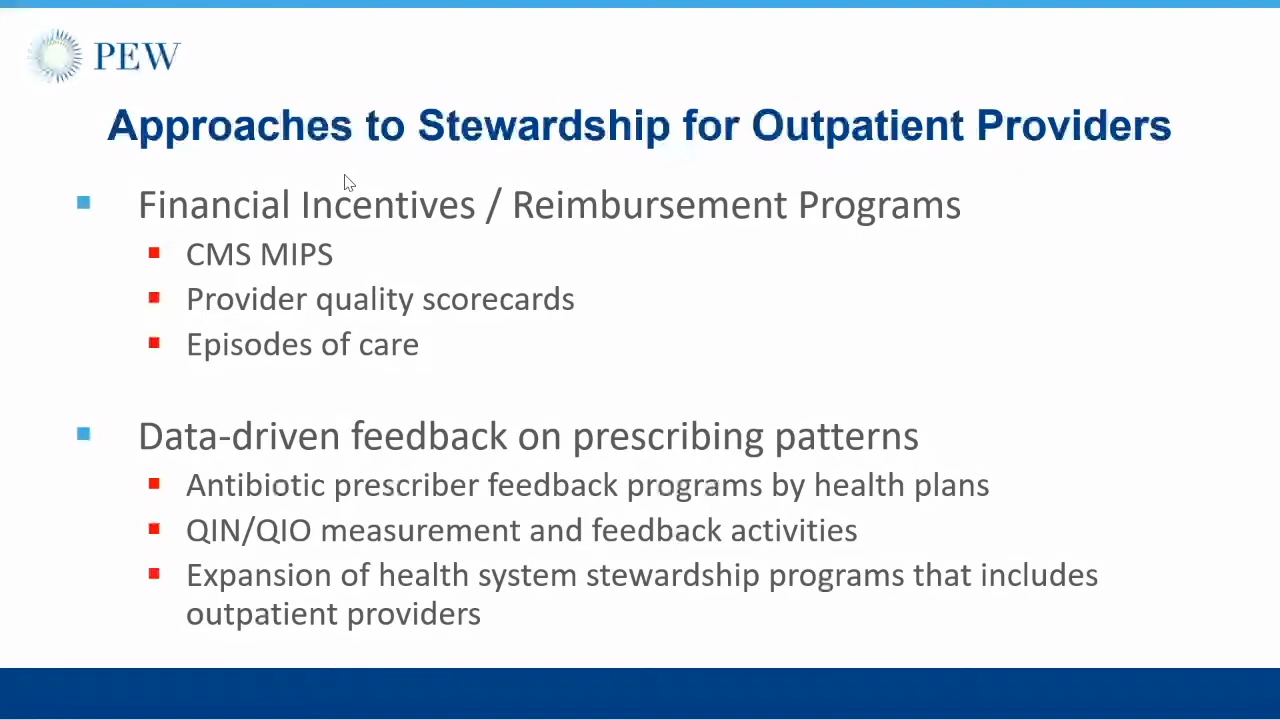 PEW
Approaches to Stewardship for Outpatient Providers
Financial Incentives / Reimbursement Programs
CMS MIPS
Provider quality scorecards
Episodes of care
Data-driven feedback on prescribing patterns
Antibiotic prescriber feedback programs by health plans
QIN/QIO measurement and feedback activities
Expansion of health system stewardship programs that includes
outpatient providers